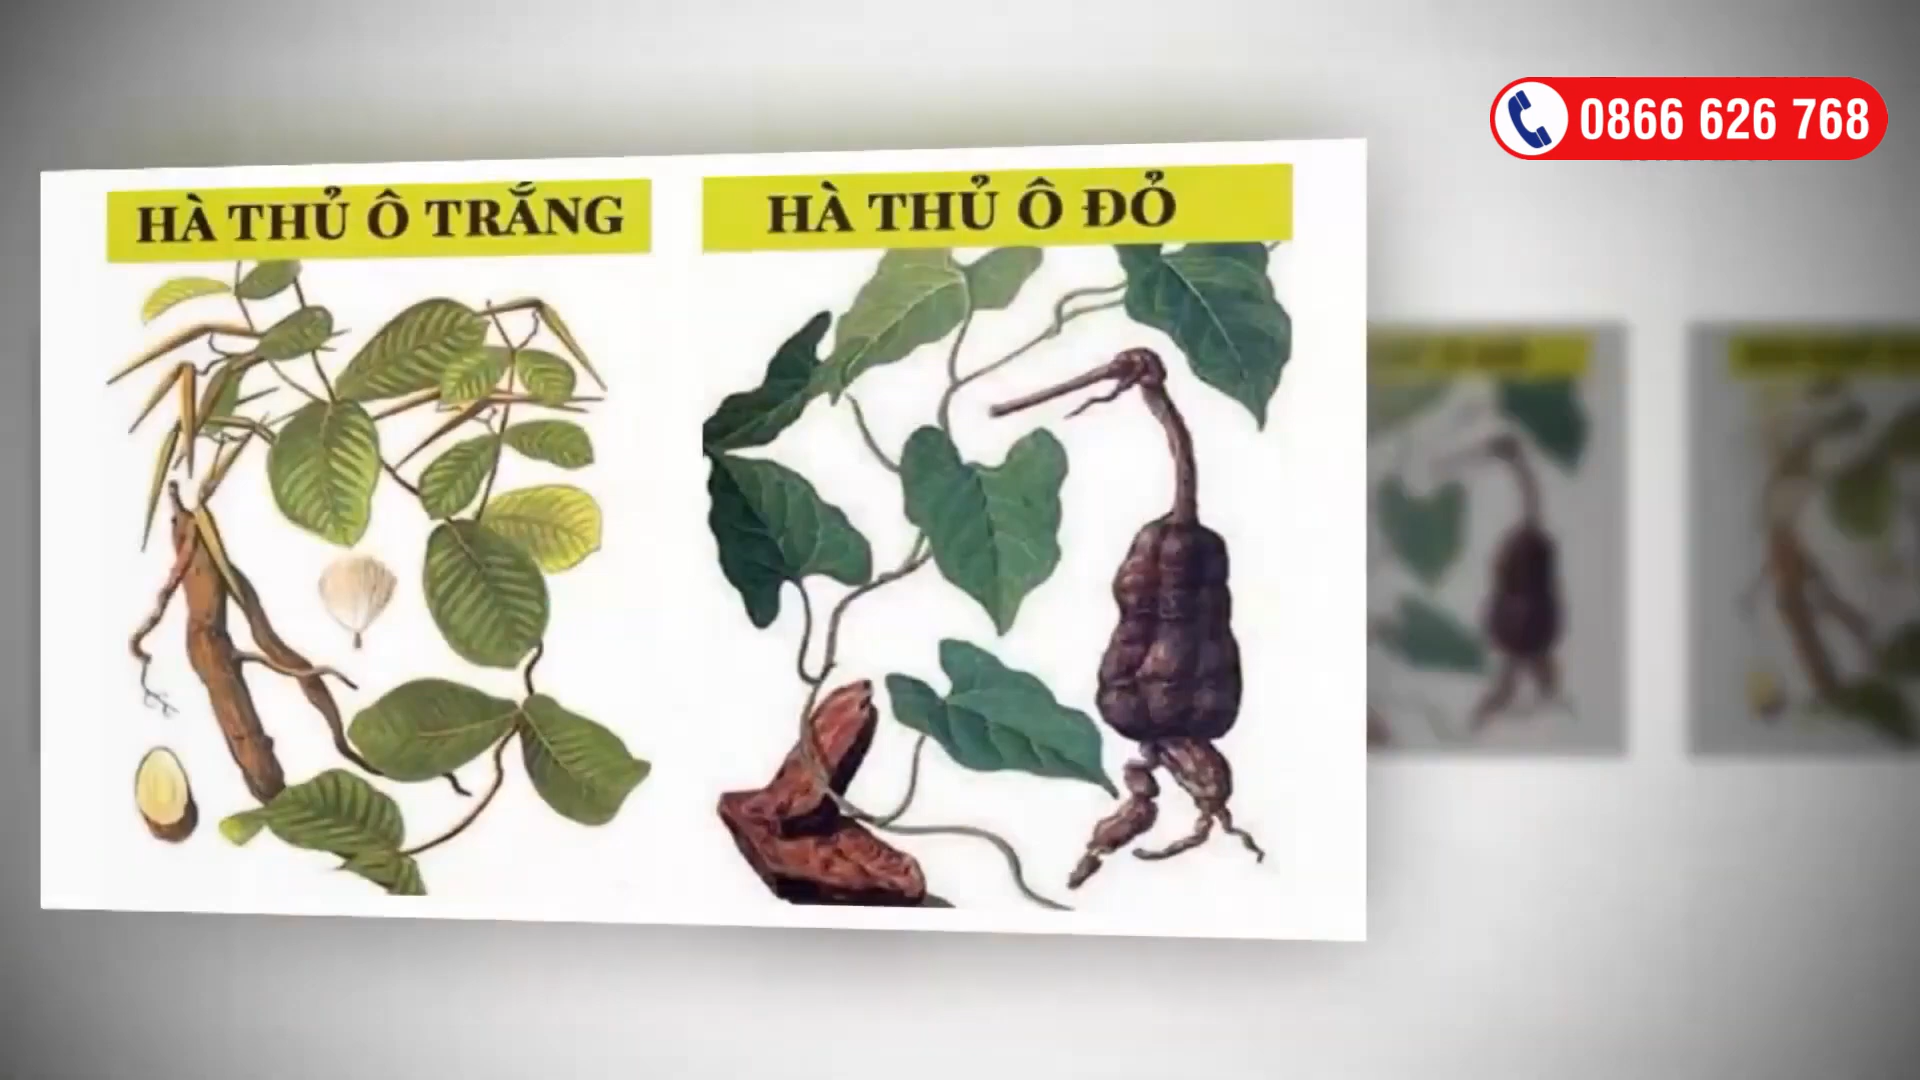 0866 626 768
HÀ THỦ Ô TRẮNG
HÀ THỦ Ô ĐỎ